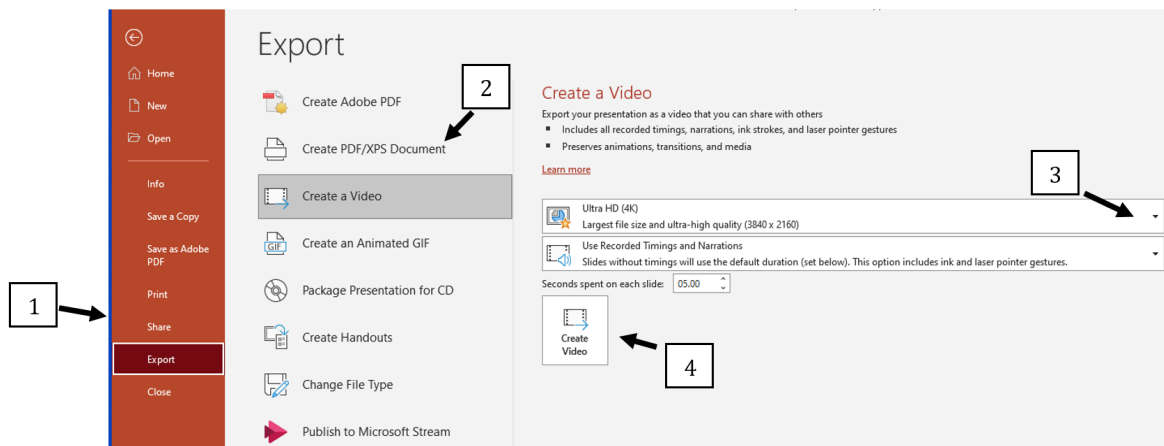 Home
New
Open
Info
Save a Copy
Save as Adobe
PDF
Print
Share
Export
Close
1
Export
Create Adobe PDF
2
Create PDF/XPS Document
Create a Video
Create an Animated GIF
GIF
Package Presentation for CD
Create Handouts
Change File Type
Publish to Microsoft Stream
Create a Video
Export your presentation as a video that you can share with others
▪ Includes all recorded timings, narrations, ink strokes, and laser pointer gestures
▪ Preserves animations, transitions, and media
Learn more
3
Ultra HD (4K)
Largest file size and ultra-high quality (3840 x 2160)
Use Recorded Timings and Narrations
Slides without timings will use the default duration (set below). This option includes ink and laser pointer gestures.
Seconds spent on each slide: 05.00
Create
Video
4